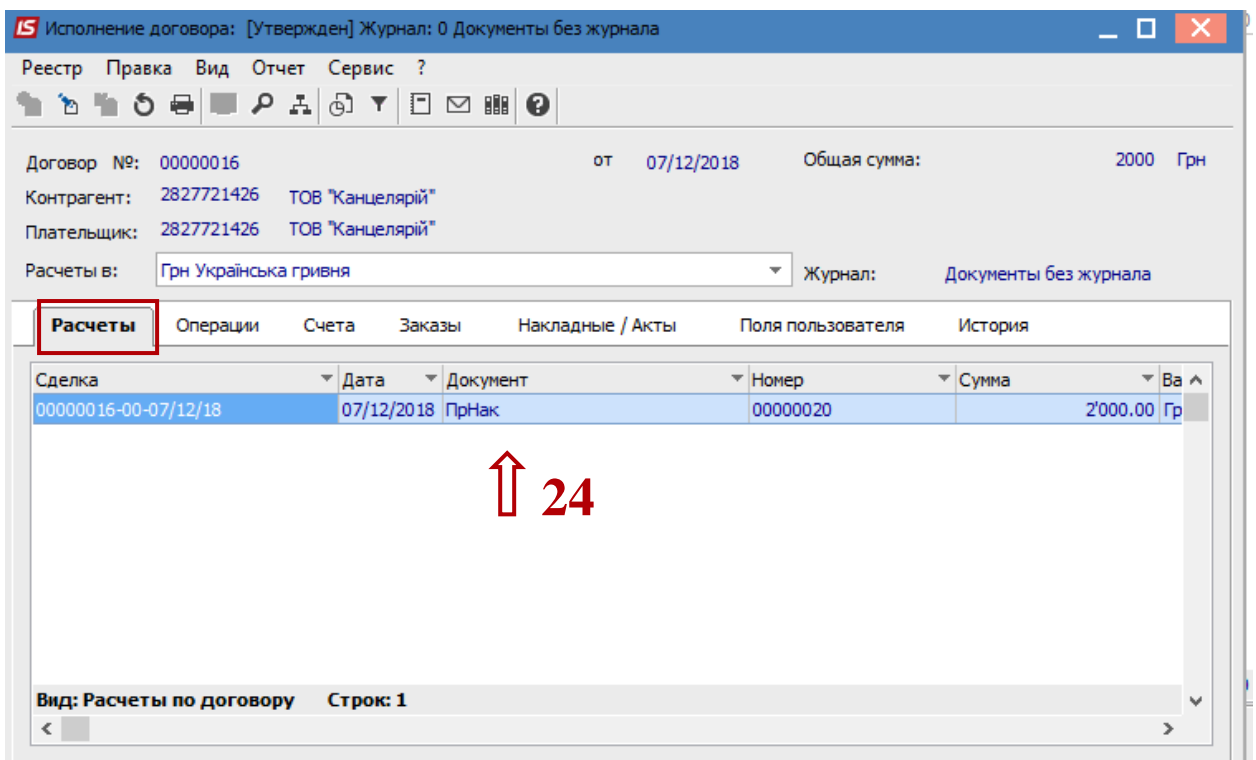 Исполнение договора: [Утвержден] Журнал: 0 Документы без журнала
Реестр Правка Вид Отчет Сервис ?
Договор №: 00000016 от 07/12/2018 Общая сумма: 2000 Грн
Контрагент: 2827721426 ТОВ "Канцелярій"
Плательщик: 2827721426 ТОВ "Канцелярій"
Расчеты в: Грн Українська гривня Журнал: Документы без журнала
Расчеты Операции Счета Заказы Накладные / Акты Поля пользователя История
Сделка Дата Документ Номер Сумма Ва
00000016-00-07/12/18 07/12/2018 ПрНак 00000020 2'000.00 Гр
24
Вид: Расчеты по договору Строк: 1